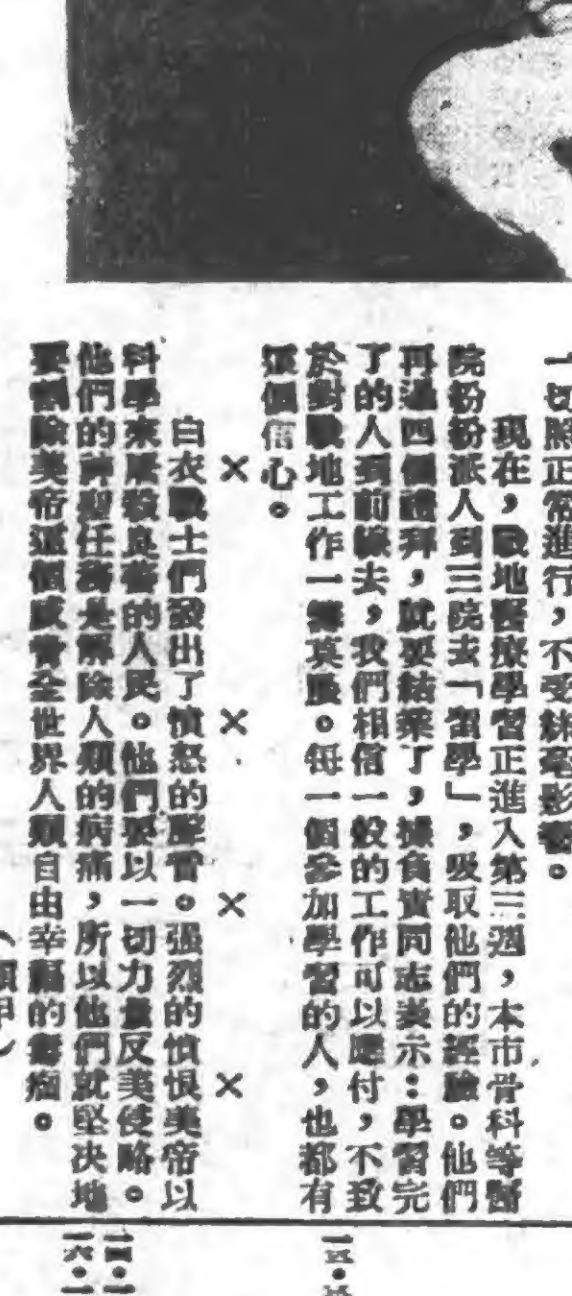 一切照正常進行，不受絲毫影響。
現在，戰地醫療學習正進入第三週，本市骨科等醫
院紛紛派人到三院去「留學」，吸取他們的經驗。他們
再過四個禮拜，就要結業了，據負責同志表示：學習完
了的人到前線去，我們相信一般的工作可以應付，不致
於對戰地工作一籌莫展。每一個參加學習的人，也都有
這個信心。
× × × ×
白衣戰士們發出了憤怒的聲音。强烈的憤恨美帝以
科學來屠殺良善的人民。他們要以一切力量反美侵略。
他們的神聖任務是解除人類的病痛，所以他們就堅决地
要割除美帝這個威脅全世界人類自由幸福的毒瘤。